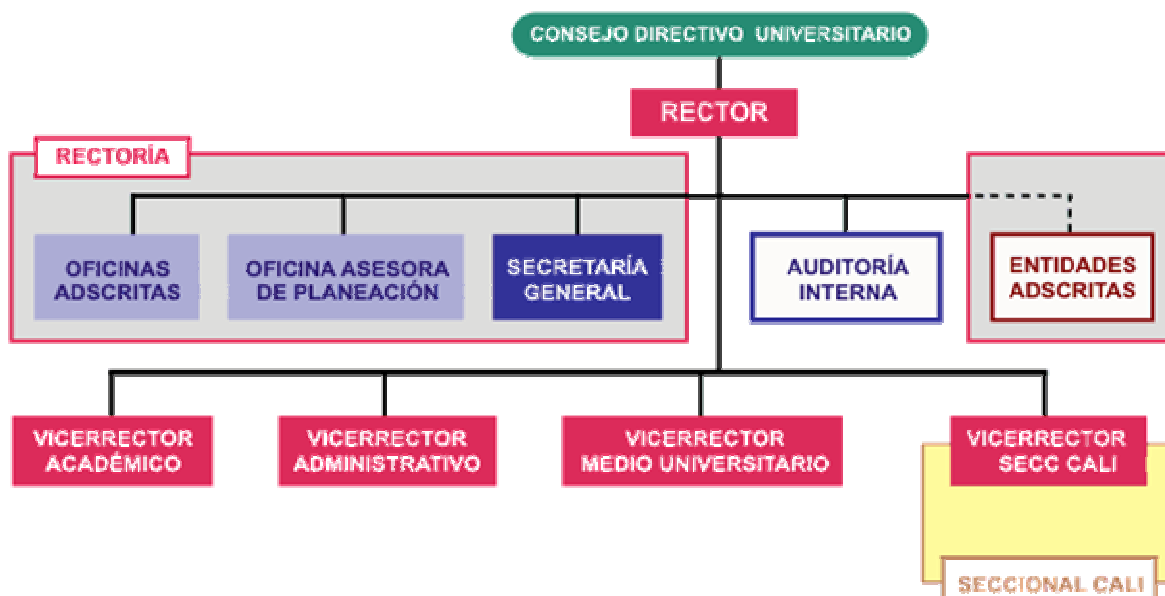 CONSEJO DIRECTIVO UNIVERSITARIO
RECTOR
RECTORÍA
OFICINAS
ADSCRITAS
OFICINA ASESORA
DE PLANEACIÓN
SECRETARÍA
GENERAL
AUDITORÍA
INTERNA
ENTIDADES
ADSCRITAS
VICERRECTOR
ACADÉMICO
VICERRECTOR
ADMINISTRATIVO
VICERRECTOR
MEDIO UNIVERSITARIO
VICERRECTOR
SECC CALI
SECCIONAL CALI